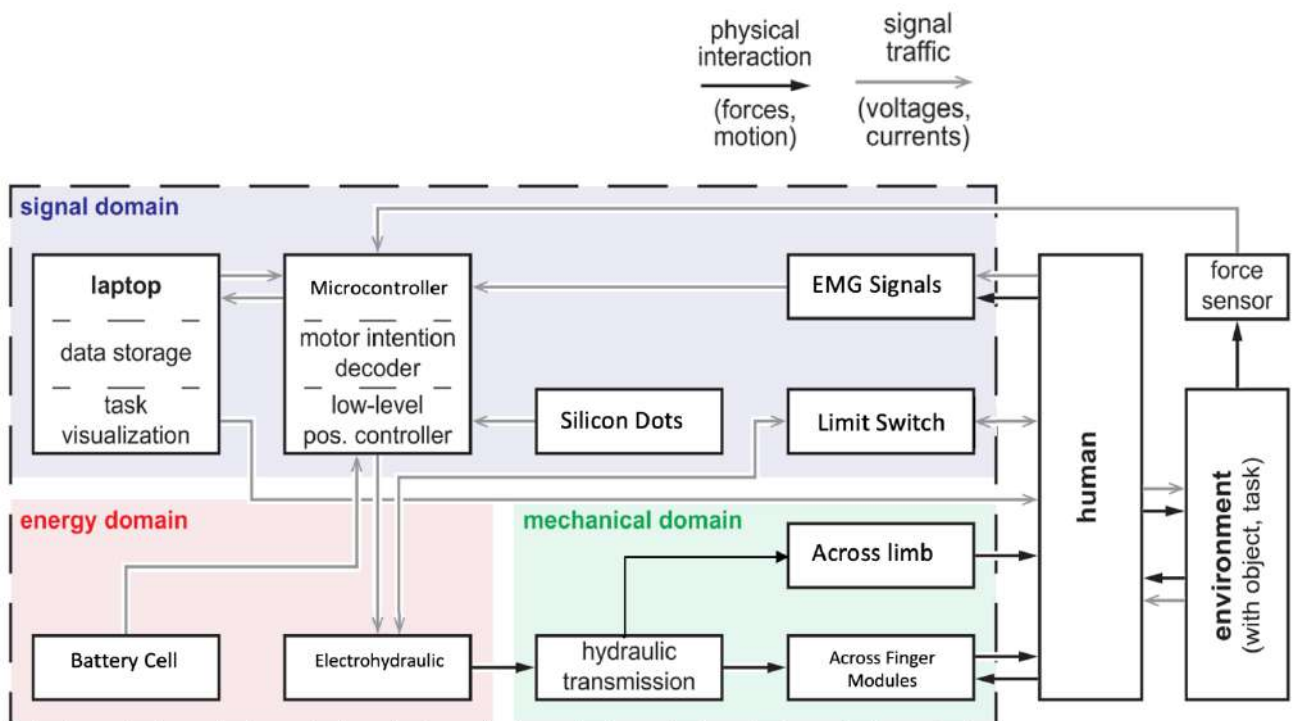 physical
interaction
(forces,
motion)
signal
traffic
(voltages,
currents)
signal domain
laptop
data storage
task
visualization
Microcontroller
motor intention
decoder
low-level
pos. controller
EMG Signals
Silicon Dots
Limit Switch
force
sensor
human
environment
(with object, task)
energy domain
Battery Cell
Electrohydraulic
mechanical domain
Across limb
hydraulic
transmission
Across Finger
Modules